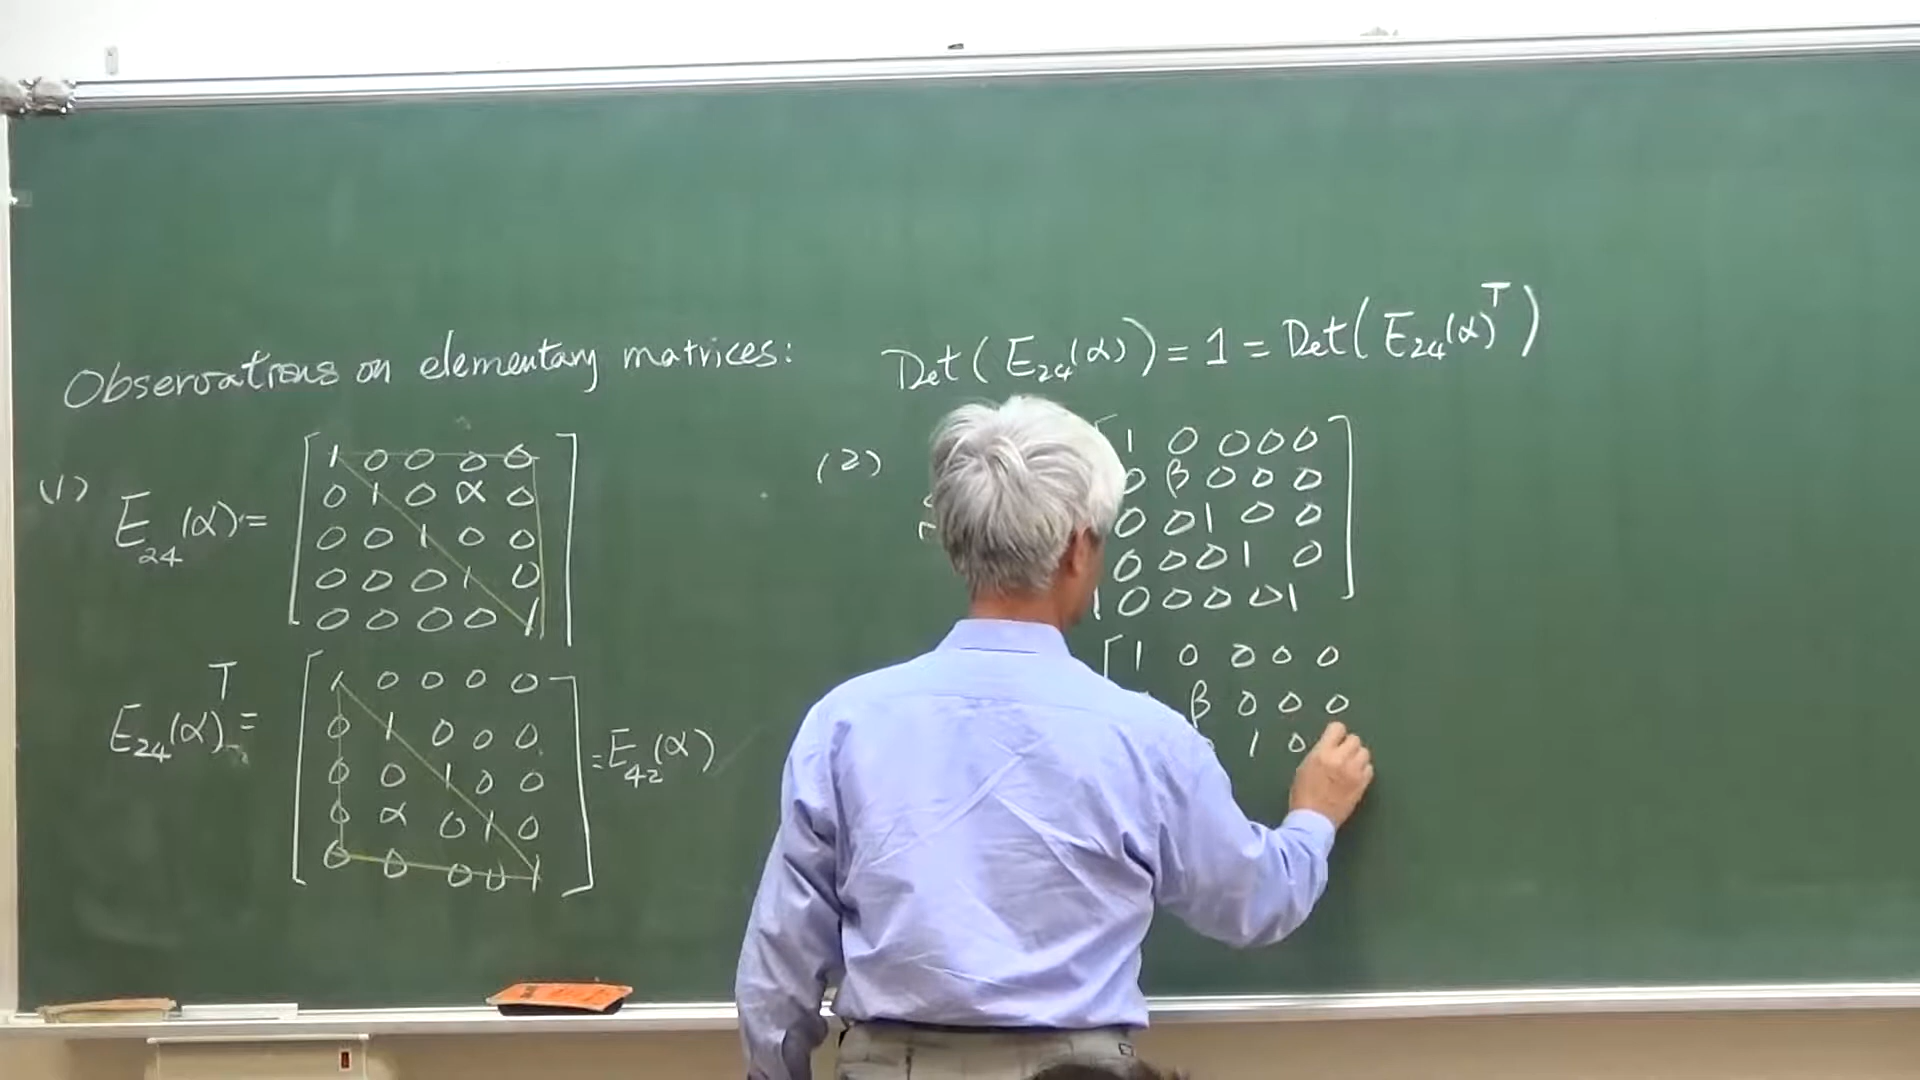 Observations on elementary matrices:
(1) E₂₄(α) =
1 0 0 0 0
0 1 0 α 0
0 0 1 0 0
0 0 0 1 0
0 0 0 0 1
E₂₄(α)ᵀ =
1 0 0 0 0
0 1 0 0 0
0 0 1 0 0
0 α 0 1 0
0 0 0 0 1
= E₄₂(α)
Det(E₂₄(α)) = 1 = Det(E₂₄(α)ᵀ)
(2)
1 0 0 0 0
0 β 0 0 0
0 0 1 0 0
0 0 0 1 0
0 0 0 0 1
1 0 0 0 0
β 0 0 0
1 0